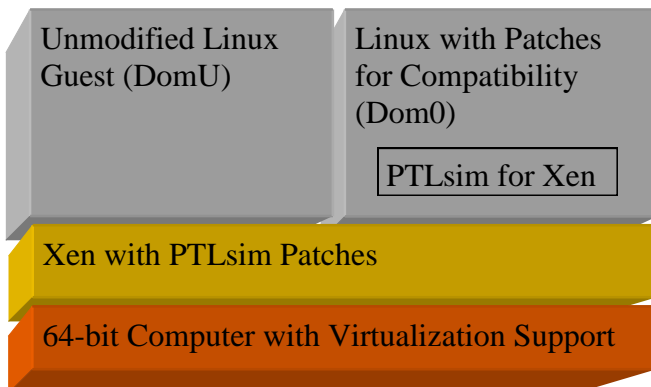 Unmodified Linux
Guest (DomU)
Linux with Patches
for Compatibility
(Dom0)
PTLsim for Xen
Xen with PTLsim Patches
64-bit Computer with Virtualization Support